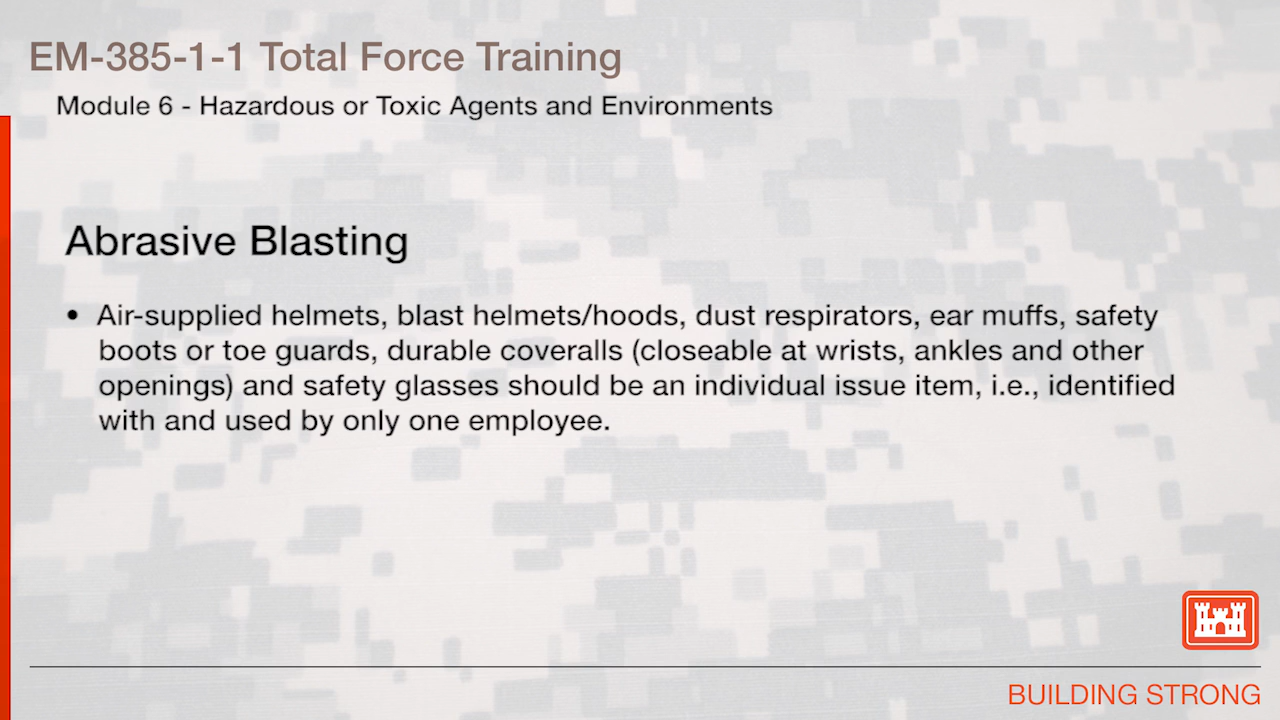 EM-385-1-1 Total Force Training
Module 6 - Hazardous or Toxic Agents and Environments
Abrasive Blasting
• Air-supplied helmets, blast helmets/hoods, dust respirators, ear muffs, safety
boots or toe guards, durable coveralls (closeable at wrists, ankles and other
openings) and safety glasses should be an individual issue item, i.e., identified
with and used by only one employee.
BUILDING STRONG